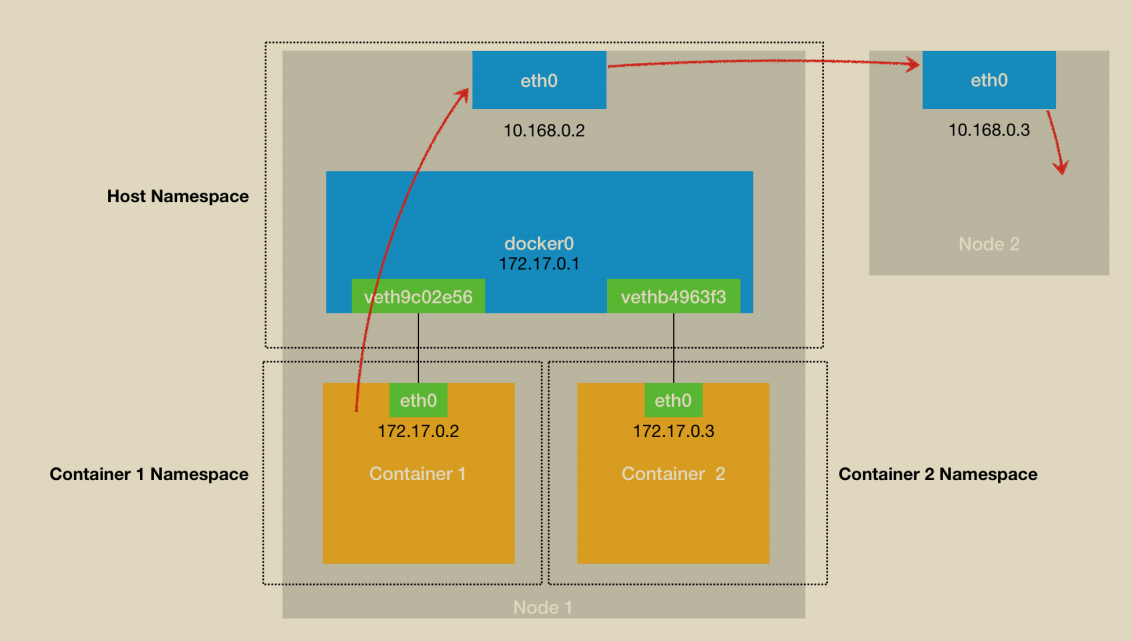 eth0
eth0
10.168.0.2
10.168.0.3
Host Namespace
docker0
172.17.0.1
Node 2
veth9c02e56
vethb4963f3
eth0
eth0
172.17.0.2
172.17.0.3
Container 1 Namespace
Container 1
Container 2
Container 2 Namespace
Node 1